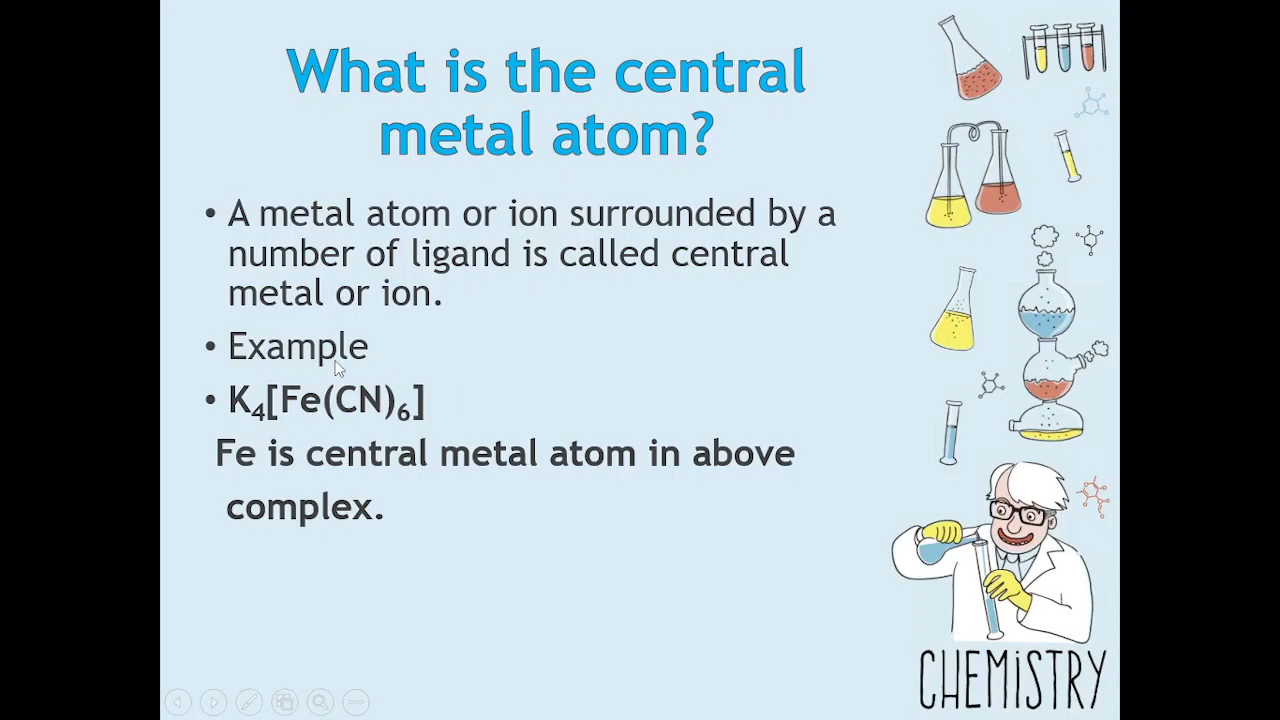 What is the central
metal atom?
• A metal atom or ion surrounded by a
number of ligand is called central
metal or ion.
• Example
• K₄[Fe(CN)₆]
Fe is central metal atom in above
complex.
CHEMiSTRY